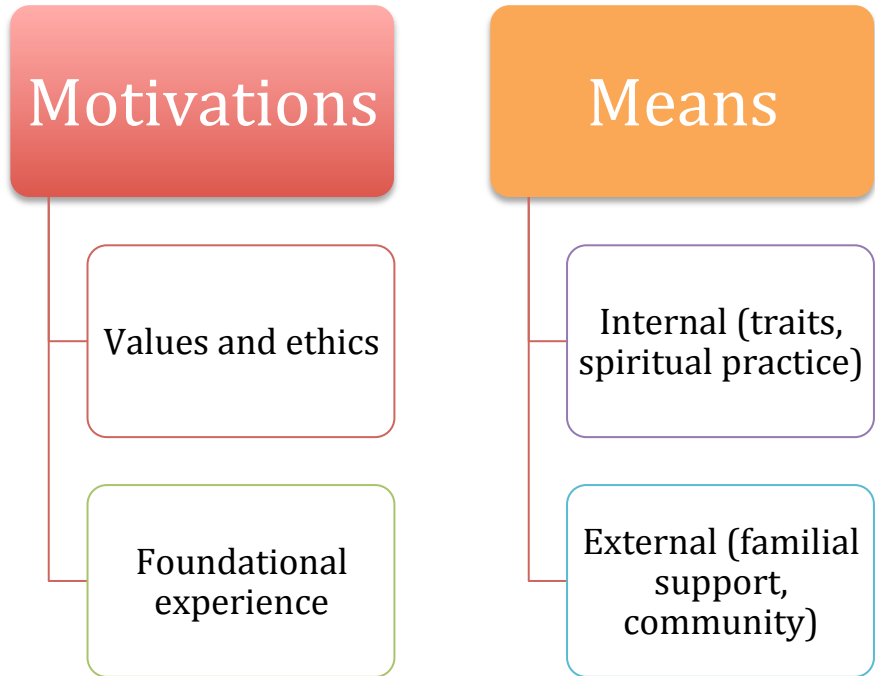 Motivations
Values and ethics
Foundational
experience
Means
Internal (traits,
spiritual practice)
External (familial
support,
community)